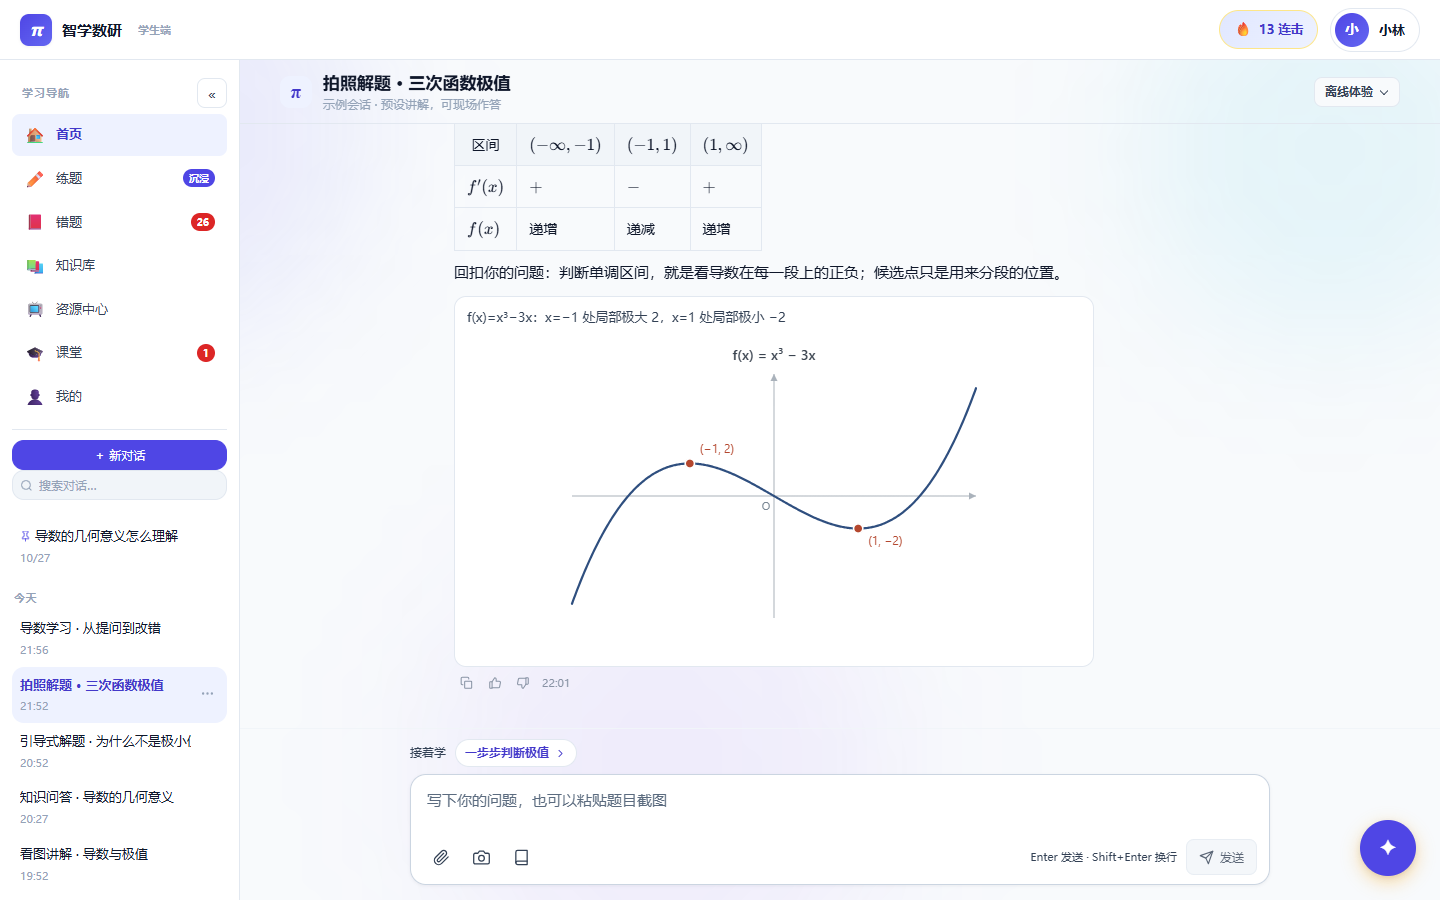 π 智学数研 学生端
13 连击
小 小林
学习导航 «
首页
练题 沉浸
错题 26
知识库
资源中心
课堂 1
我的
+ 新对话
搜索对话...
导数的几何意义怎么理解
10/27
今天
导数学习 · 从提问到改错
21:56
拍照解题 • 三次函数极值 ...
21:52
引导式解题 · 为什么不是极小
20:52
知识问答 · 导数的几何意义
20:27
看图讲解 · 导数与极值
19:52
π 拍照解题 • 三次函数极值
示例会话 · 预设讲解，可现场作答
离线体验
区间 (−∞, −1) (−1, 1) (1, ∞)
f′(x) + − +
f(x) 递增 递减 递增
回扣你的问题：判断单调区间，就是看导数在每一段上的正负；候选点只是用来分段的位置。
f(x)=x³−3x：x=−1 处局部极大 2，x=1 处局部极小 −2
f(x) = x³ − 3x
(−1, 2)
O
(1, −2)
22:01
接着学 一步步判断极值 ›
写下你的问题，也可以粘贴题目截图
Enter 发送 · Shift+Enter 换行 发送